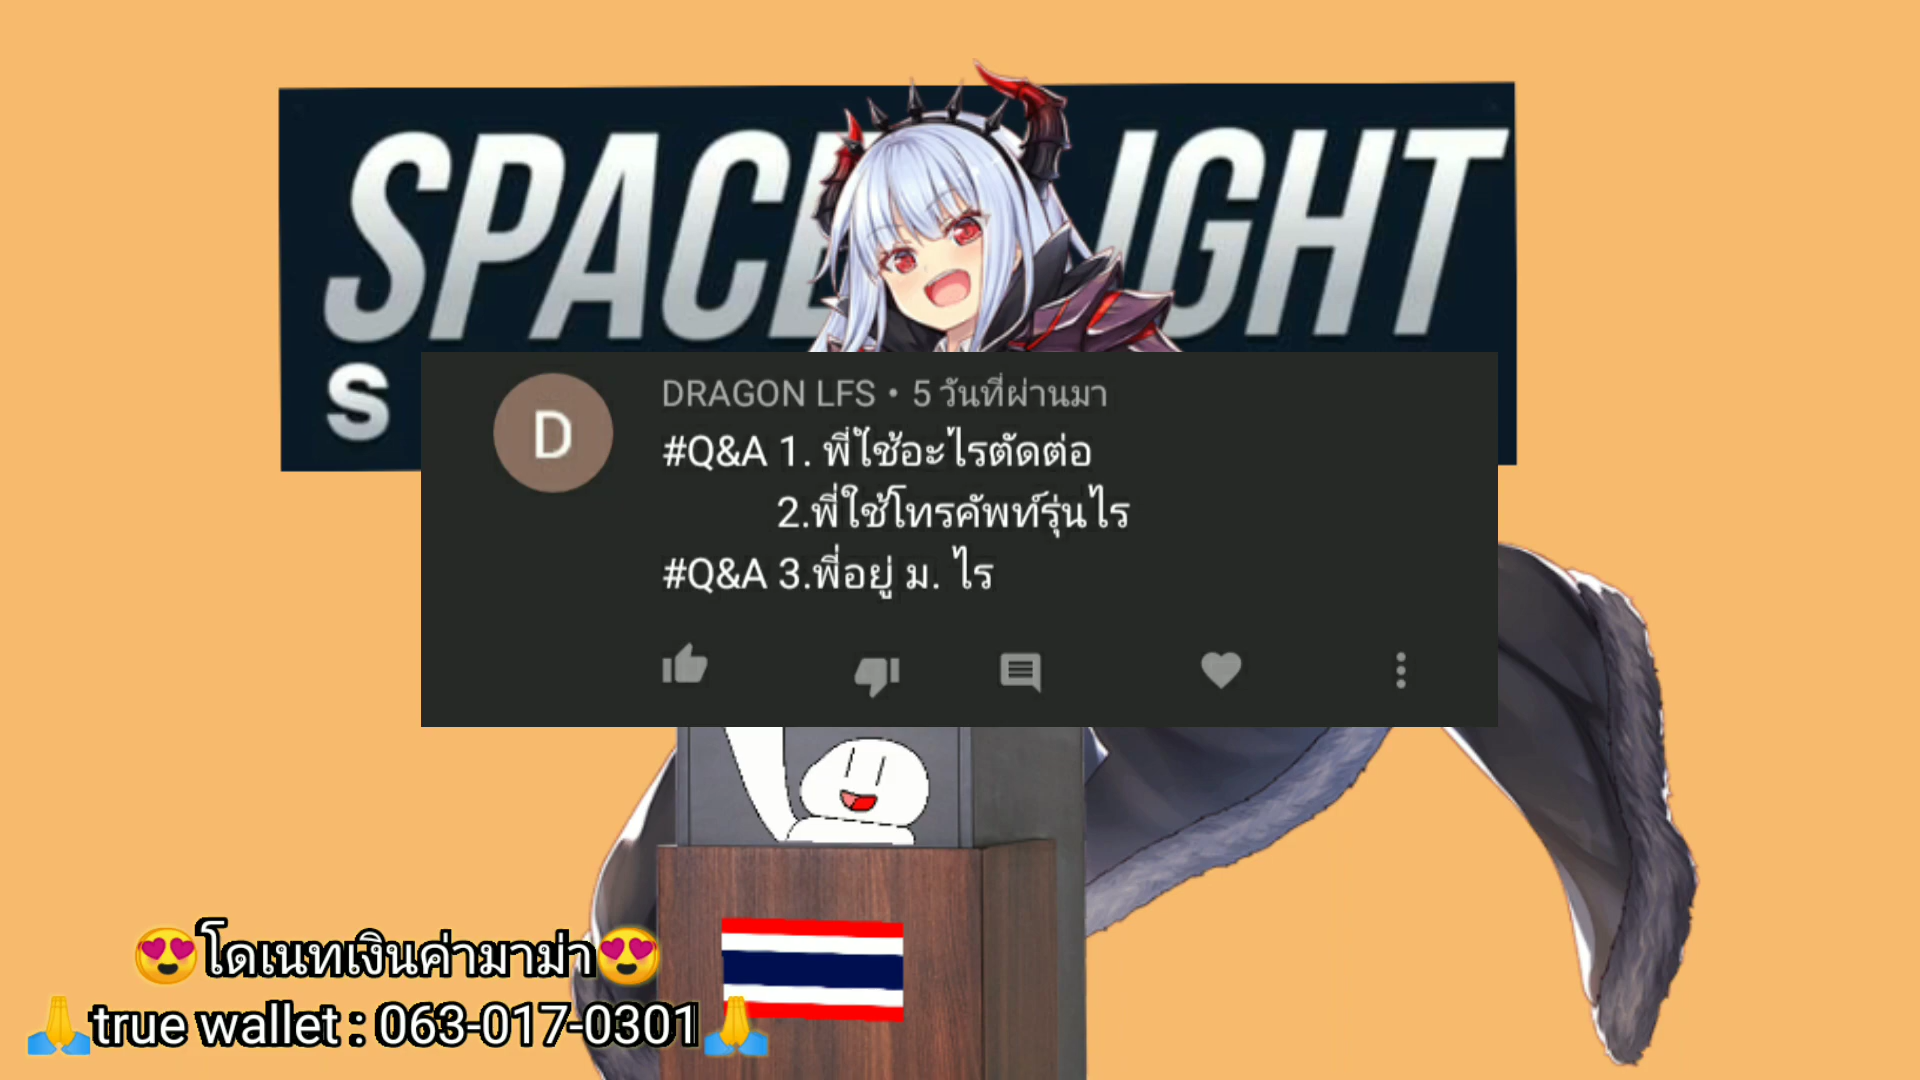 SPACE IGHT
S
D
DRAGON LFS • 5 วันที่ผ่านมา
#Q&A 1. พี่ใช้อะไรตัดต่อ
2.พี่ใช้โทรคัพท์รุ่นไร
#Q&A 3.พี่อยู่ ม. ไร
😍โดเนทเงินค่ามาม่า😍
🙏true wallet : 063-017-0301🙏